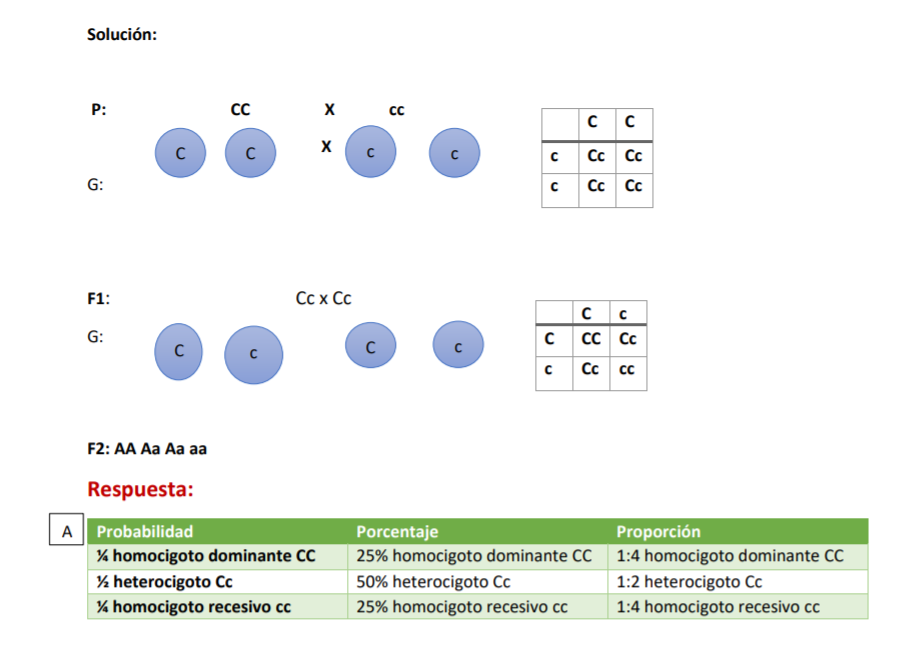 Solución:
P: CC X cc
C C X c c
G:
C C
c Cc Cc
c Cc Cc
F1: Cc x Cc
G: C c C c
C c
C CC Cc
c Cc cc
F2: AA Aa Aa aa
Respuesta:
A
Probabilidad Porcentaje Proporción
¼ homocigoto dominante CC 25% homocigoto dominante CC 1:4 homocigoto dominante CC
½ heterocigoto Cc 50% heterocigoto Cc 1:2 heterocigoto Cc
¼ homocigoto recesivo cc 25% homocigoto recesivo cc 1:4 homocigoto recesivo cc